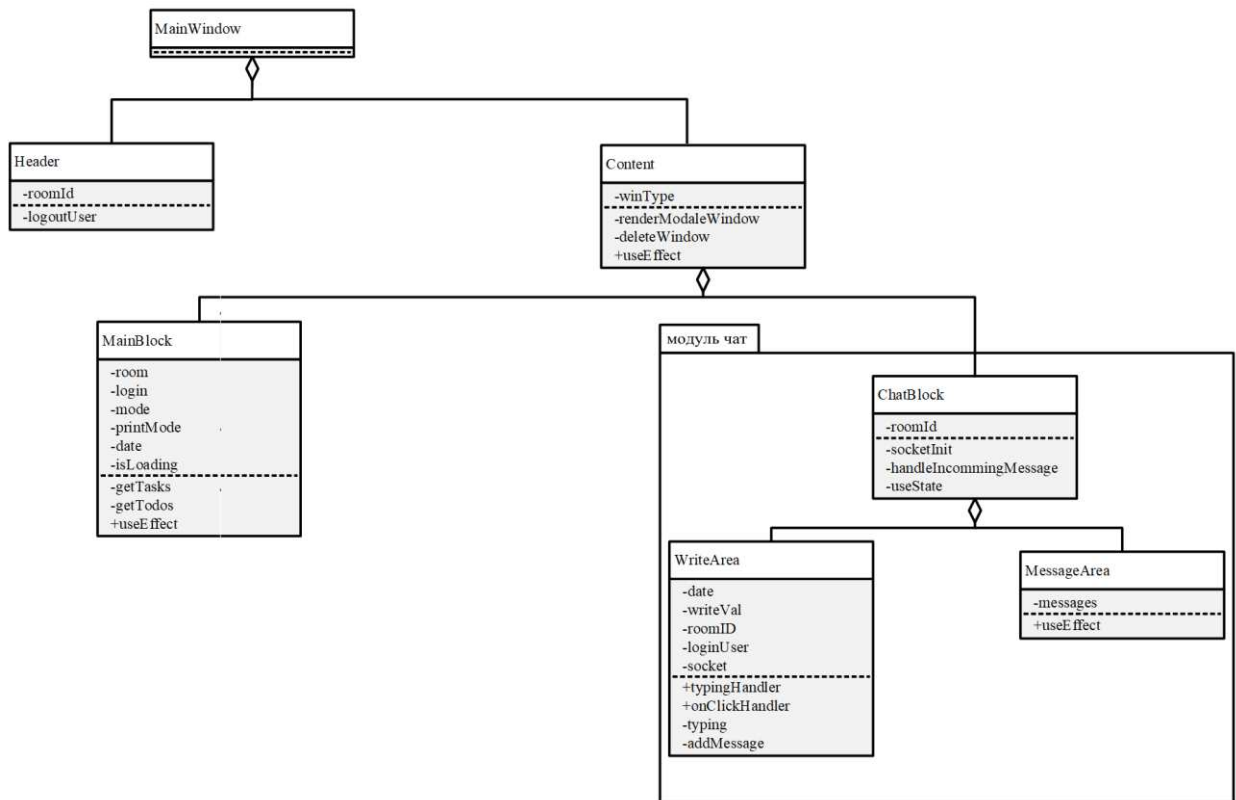 MainWindow
Header
-roomId
-logoutUser
Content
-winType
-renderModaleWindow
-deleteWindow
+useEffect
MainBlock
-room
-login
-mode
-printMode
-date
-isLoading
-getTasks
-getTodos
+useEffect
модуль чат
ChatBlock
-roomId
-socketInit
-handleIncommingMessage
-useState
WriteArea
-date
-writeVal
-roomID
-loginUser
-socket
+typingHandler
+onClickHandler
-typing
-addMessage
MessageArea
-messages
+useEffect